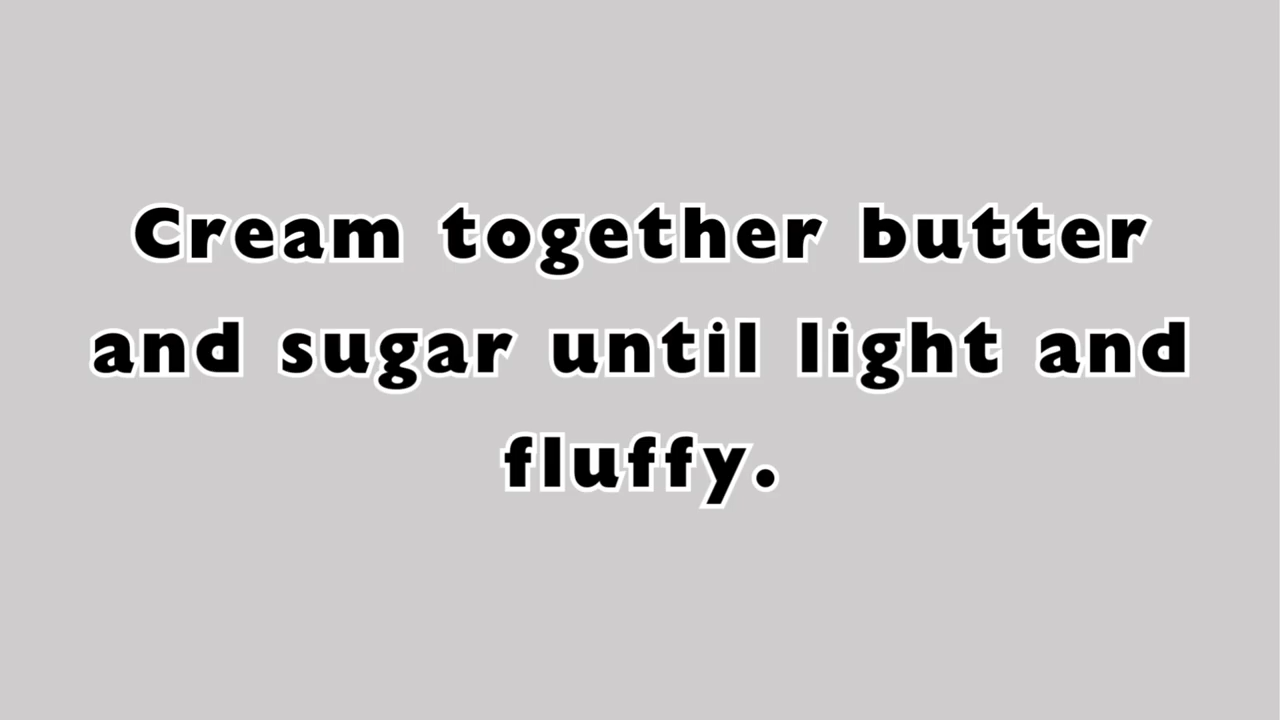 Cream together butter
and sugar until light and
fluffy.